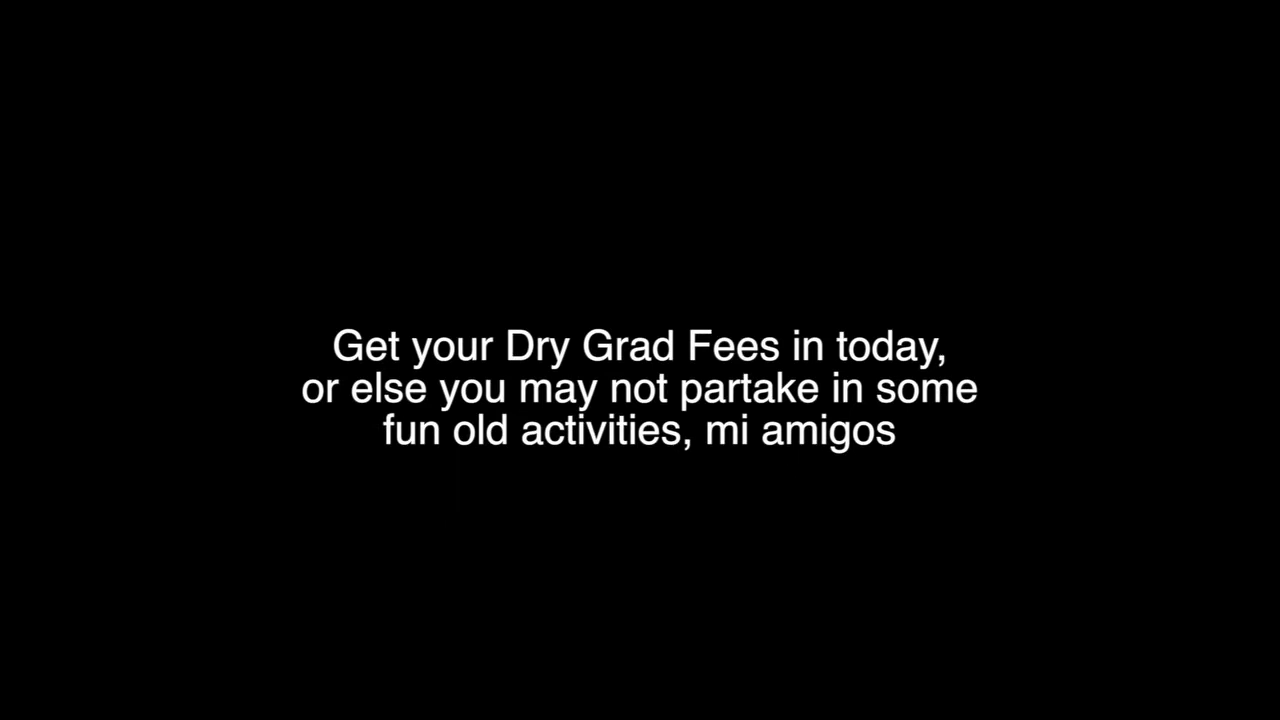 Get your Dry Grad Fees in today,
or else you may not partake in some
fun old activities, mi amigos